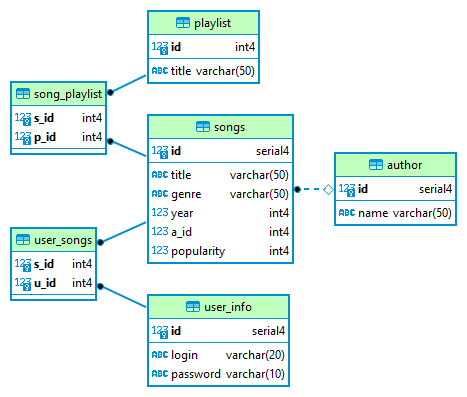 playlist
123 id int4
ABC title varchar(50)
song_playlist
123 s_id int4
123 p_id int4
songs
123 id serial4
ABC title varchar(50)
ABC genre varchar(50)
123 year int4
123 a_id int4
123 popularity int4
author
123 id serial4
ABC name varchar(50)
user_songs
123 s_id int4
123 u_id int4
user_info
123 id serial4
ABC login varchar(20)
ABC password varchar(10)